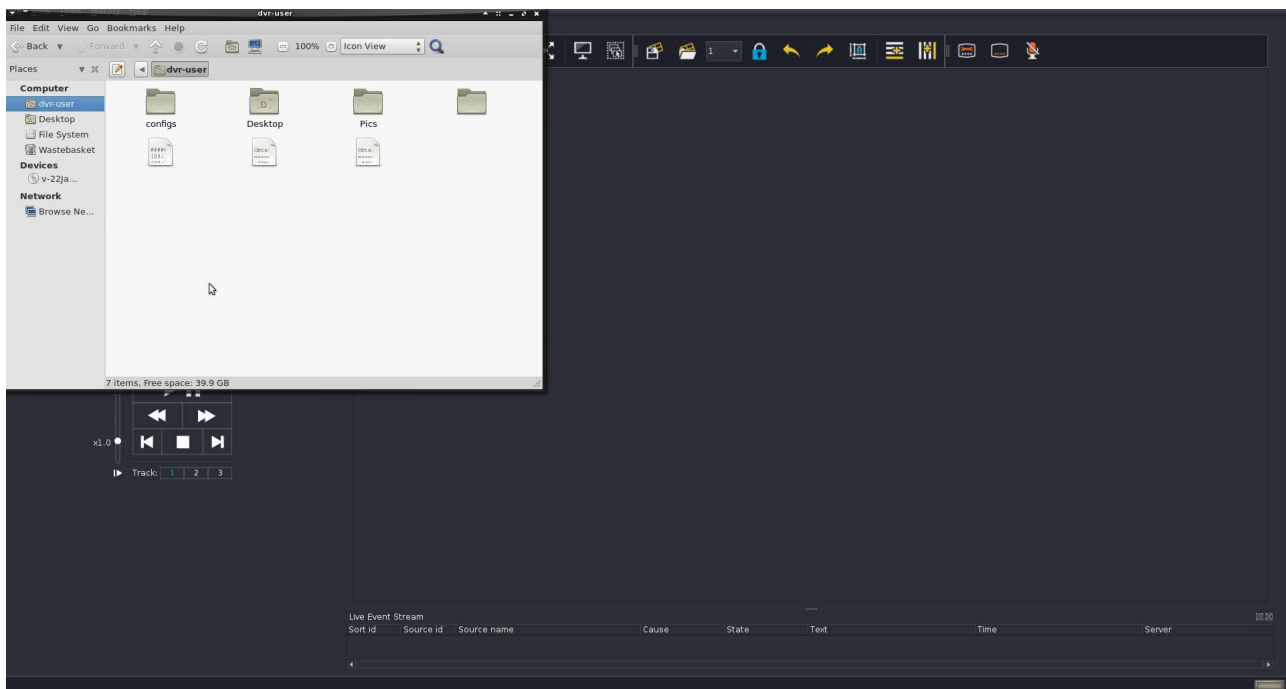 dvr-user
File Edit View Go Bookmarks Help
Back Forward 100% Icon View
1
Places dvr-user
Computer
dvr-user
Desktop
File System
Wastebasket
Devices
v-22Ja...
Network
Browse Ne...
configs Desktop Pics
7 items, Free space: 39.9 GB
x1.0
Track: 1 2 3
Live Event Stream
Sort id Source id Source name Cause State Text Time Server